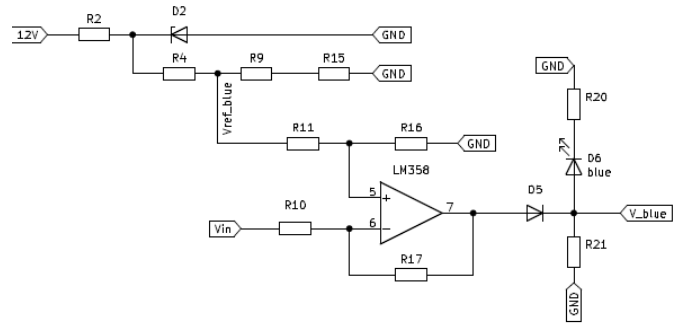 D2
R2
12V
GND
R4
R9
R15
GND
Vref_blue
GND
R20
R11
R16
GND
LM358
D6
blue
5
+
7
D5
R10
Vin
6
−
V_blue
R17
R21
GND